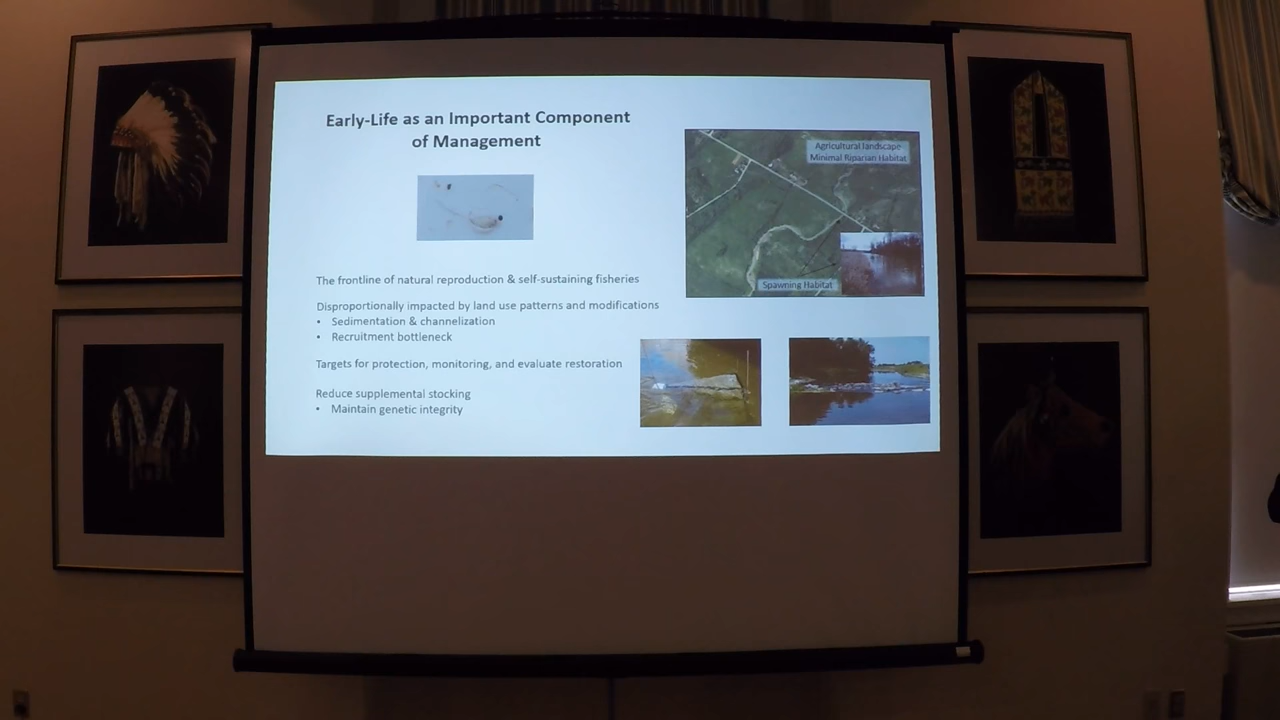 Early-Life as an Important Component
of Management
Agricultural landscape
Minimal Riparian Habitat
Spawning Habitat
The frontline of natural reproduction & self-sustaining fisheries
Disproportionally impacted by land use patterns and modifications
• Sedimentation & channelization
• Recruitment bottleneck
Targets for protection, monitoring, and evaluate restoration
Reduce supplemental stocking
• Maintain genetic integrity